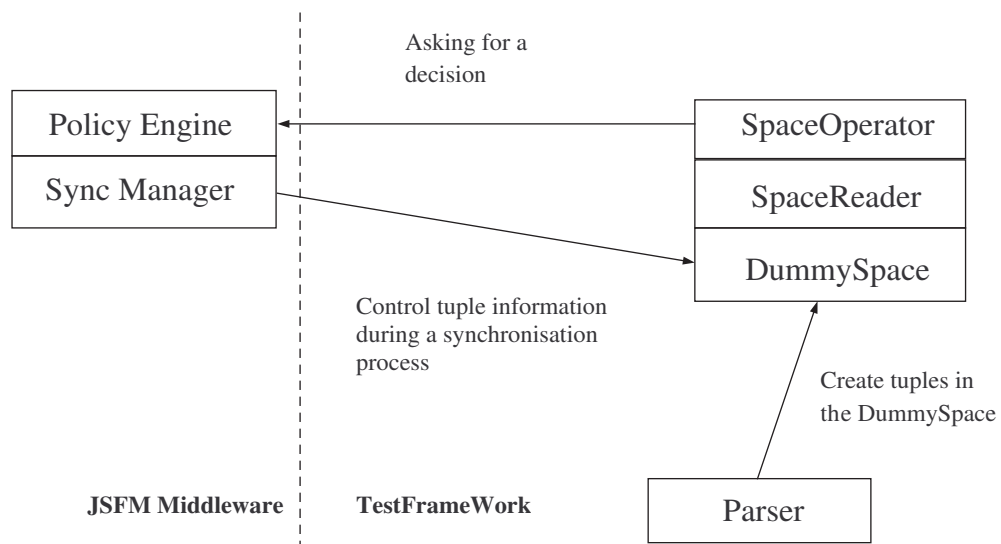 Asking for a
decision
Policy Engine
Sync Manager
SpaceOperator
SpaceReader
DummySpace
Control tuple information
during a synchronisation
process
Create tuples in
the DummySpace
JSFM Middleware
TestFrameWork
Parser